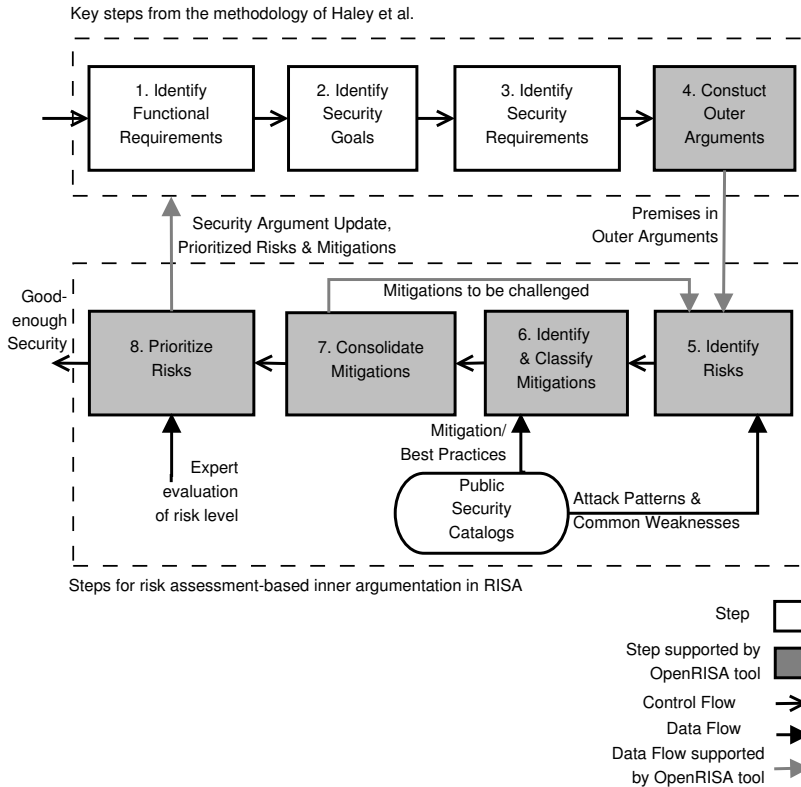 Key steps from the methodology of Haley et al.
1. Identify
Functional
Requirements
2. Identify
Security
Goals
3. Identify
Security
Requirements
4. Constuct
Outer
Arguments
Security Argument Update,
Prioritized Risks & Mitigations
Premises in
Outer Arguments
Good-
enough
Security
Mitigations to be challenged
8. Prioritize
Risks
7. Consolidate
Mitigations
6. Identify
& Classify
Mitigations
5. Identify
Risks
Expert
evaluation
of risk level
Mitigation/
Best Practices
Public
Security
Catalogs
Attack Patterns &
Common Weaknesses
Steps for risk assessment-based inner argumentation in RISA
Step
Step supported by
OpenRISA tool
Control Flow
Data Flow
Data Flow supported
by OpenRISA tool